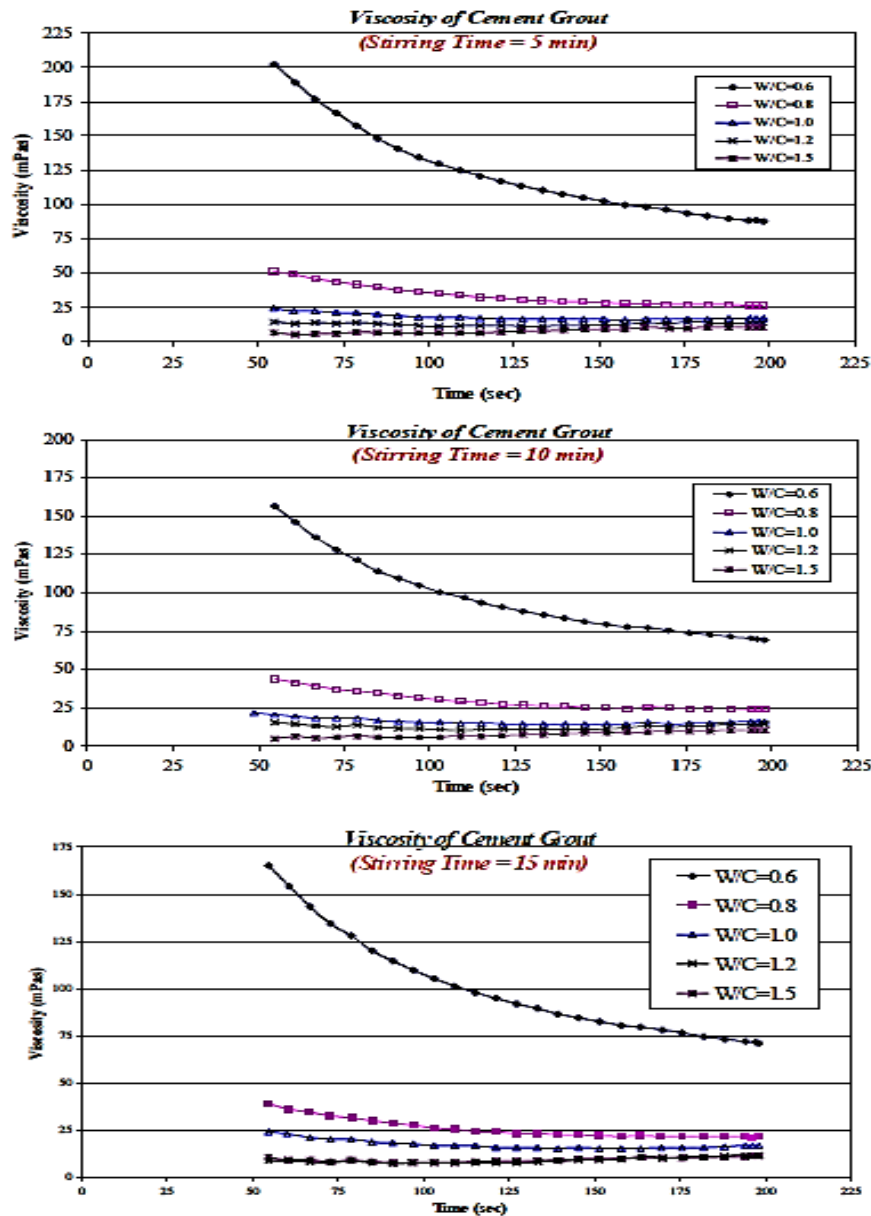 Viscosity of Cement Grout
(Stirring Time = 5 min)
225
200
175
150
125
100
75
50
25
0
Viscosity (mPas)
W/C=0.6
W/C=0.8
W/C=1.0
W/C=1.2
W/C=1.5
0 25 50 75 100 125 150 175 200 225
Time (sec)
Viscosity of Cement Grout
(Stirring Time = 10 min)
200
175
150
125
100
75
50
25
0
Viscosity (mPas)
W/C=0.6
W/C=0.8
W/C=1.0
W/C=1.2
W/C=1.5
0 25 50 75 100 125 150 175 200 225
Time (sec)
Viscosity of Cement Grout
(Stirring Time = 15 min)
175
150
125
100
75
50
25
0
Viscosity (mPas)
W/C=0.6
W/C=0.8
W/C=1.0
W/C=1.2
W/C=1.5
0 25 50 75 100 125 150 175 200 225
Time (sec)